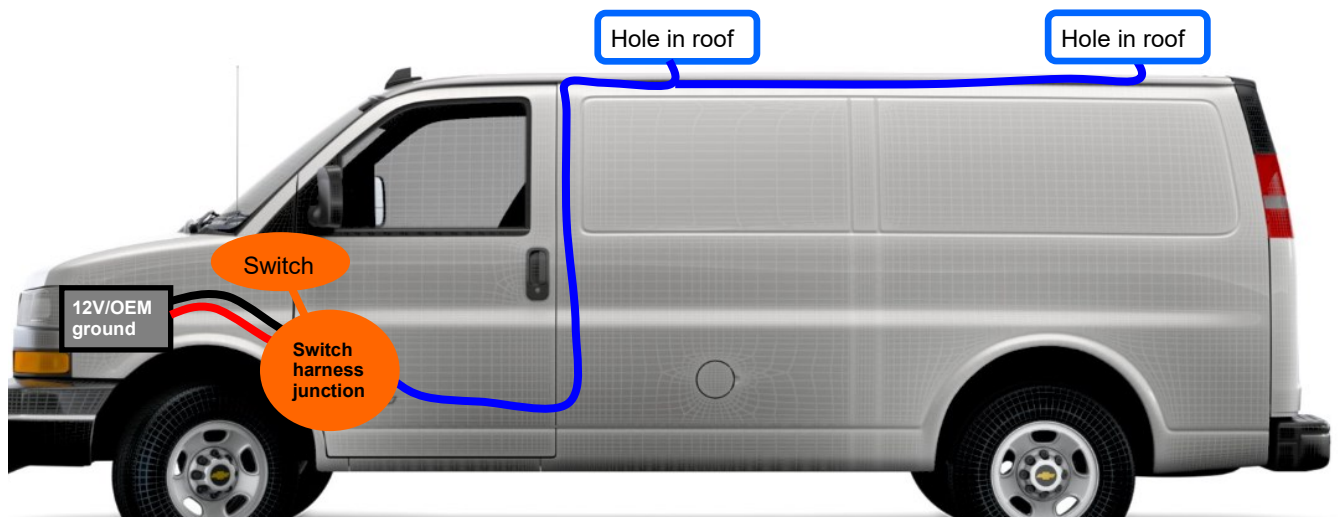 Hole in roof
Hole in roof
Switch
12V/OEM
ground
Switch
harness
junction